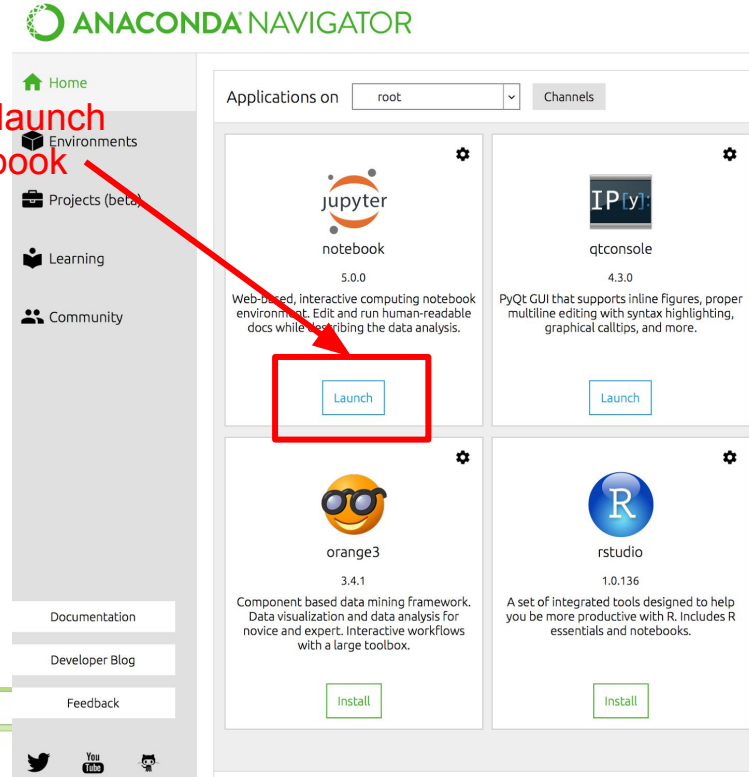 ANACONDA NAVIGATOR
Home
launch
book
Environments
Projects (beta)
Learning
Community
Documentation
Developer Blog
Feedback
You
Tube
Applications on root Channels
jupyter
notebook
5.0.0
Web-based, interactive computing notebook
environment. Edit and run human-readable
docs while describing the data analysis.
Launch
IP[y]:
qtconsole
4.3.0
PyQt GUI that supports inline figures, proper
multiline editing with syntax highlighting,
graphical calltips, and more.
Launch
orange3
3.4.1
Component based data mining framework.
Data visualization and data analysis for
novice and expert. Interactive workflows
with a large toolbox.
Install
R
rstudio
1.0.136
A set of integrated tools designed to help
you be more productive with R. Includes R
essentials and notebooks.
Install